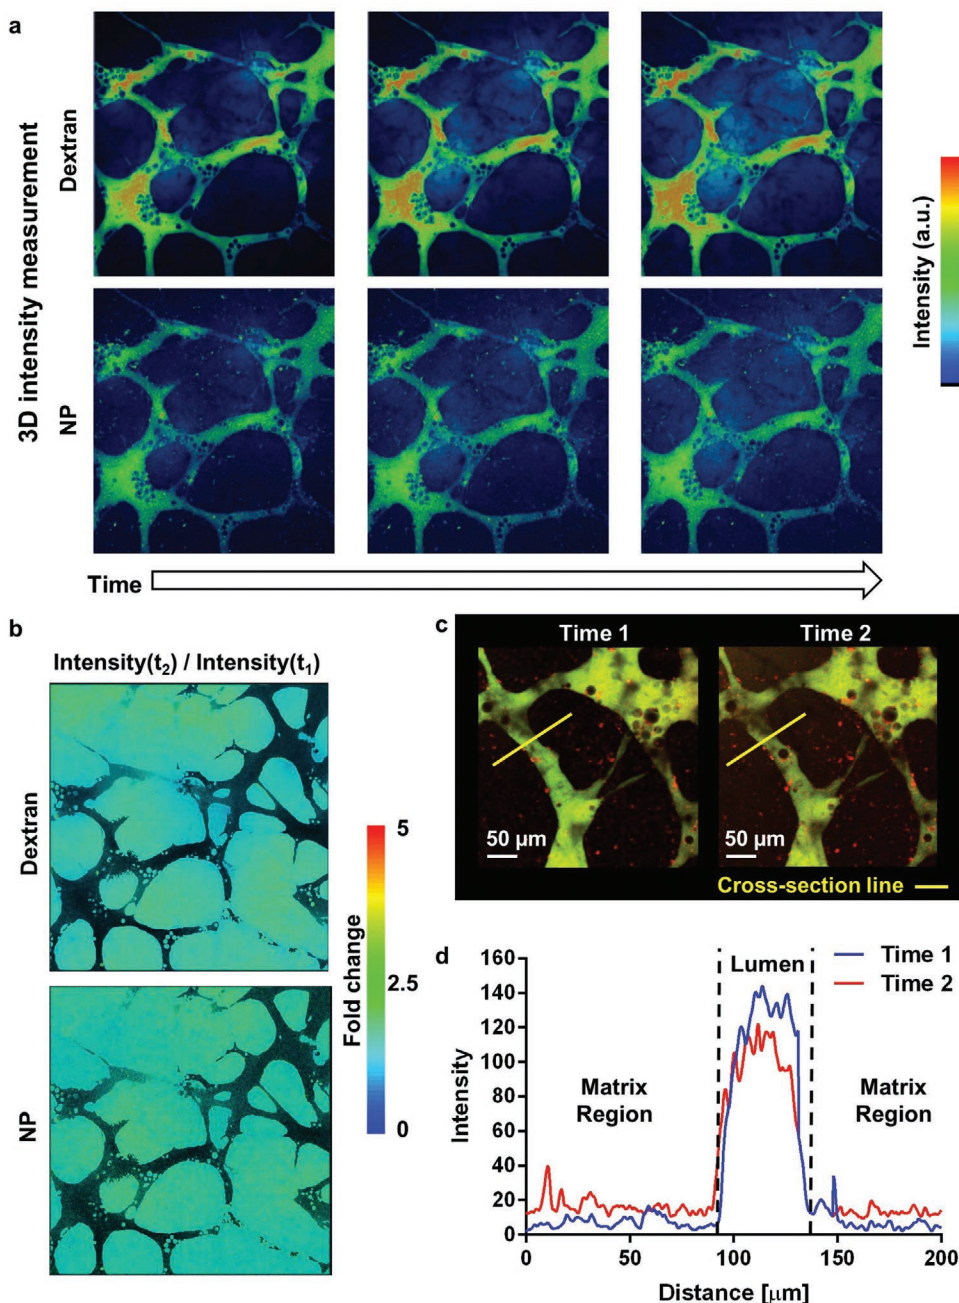 a
3D intensity measurement
Dextran
NP
Intensity (a.u.)
Time
b
Intensity(t2) / Intensity(t1)
Dextran
NP
Fold change
5
2.5
0
c
Time 1
Time 2
50 µm
50 µm
Cross-section line
d
Intensity
160
140
120
100
80
60
40
20
0
Lumen
Time 1
Time 2
Matrix
Region
Matrix
Region
0
50
100
150
200
Distance [µm]